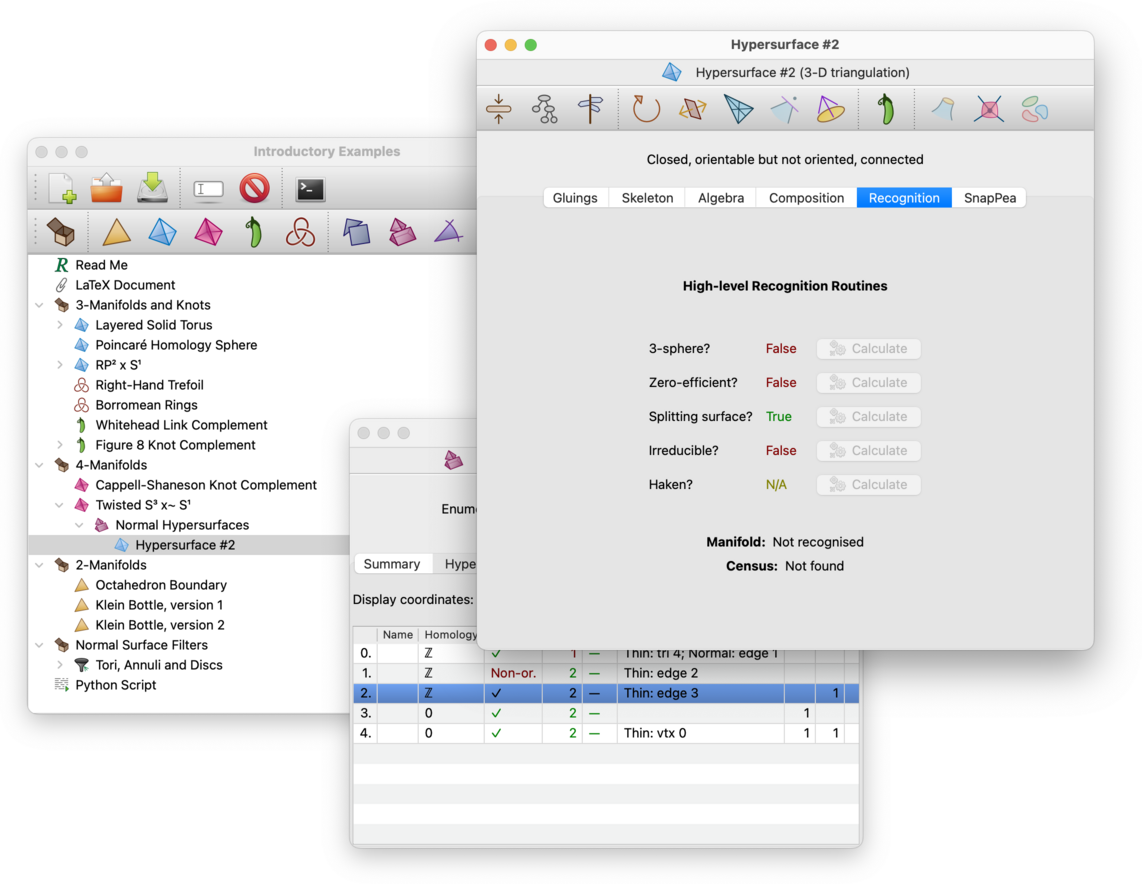 Hypersurface #2
Hypersurface #2 (3-D triangulation)
Closed, orientable but not oriented, connected
Gluings Skeleton Algebra Composition Recognition SnapPea
High-level Recognition Routines
3-sphere? False Calculate
Zero-efficient? False Calculate
Splitting surface? True Calculate
Irreducible? False Calculate
Haken? N/A Calculate
Manifold: Not recognised
Census: Not found
Introductory Examples
R Read Me
LaTeX Document
3-Manifolds and Knots
Layered Solid Torus
Poincaré Homology Sphere
RP² x S¹
Right-Hand Trefoil
Borromean Rings
Whitehead Link Complement
Figure 8 Knot Complement
4-Manifolds
Cappell-Shaneson Knot Complement
Twisted S³ x~ S¹
Normal Hypersurfaces
Hypersurface #2
2-Manifolds
Octahedron Boundary
Klein Bottle, version 1
Klein Bottle, version 2
Normal Surface Filters
Tori, Annuli and Discs
Python Script
Summary
Display coordinates:
Name Homology
0. ℤ ✓ 1 — Thin: tri 4; Normal: edge 1
1. ℤ Non-or. 2 — Thin: edge 2
2. ℤ ✓ 2 — Thin: edge 3 1
3. 0 ✓ 2 — 1
4. 0 ✓ 2 — Thin: vtx 0 1 1